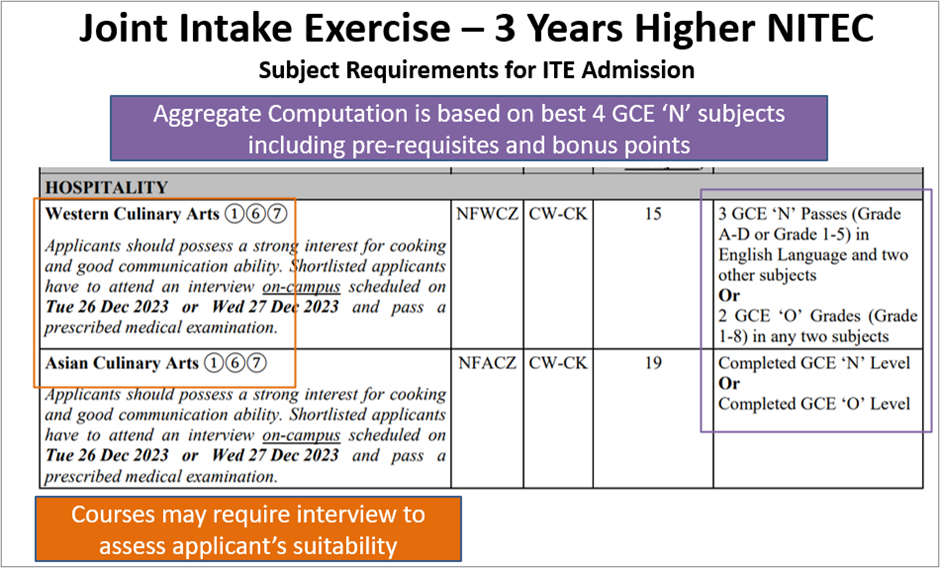 Joint Intake Exercise – 3 Years Higher NITEC
Subject Requirements for ITE Admission
Aggregate Computation is based on best 4 GCE ‘N’ subjects
including pre-requisites and bonus points
HOSPITALITY
Western Culinary Arts ①⑥⑦
Applicants should possess a strong interest for cooking
and good communication ability. Shortlisted applicants
have to attend an interview on-campus scheduled on
Tue 26 Dec 2023 or Wed 27 Dec 2023 and pass a
prescribed medical examination.
NFWCZ
CW-CK
15
3 GCE ‘N’ Passes (Grade
A-D or Grade 1-5) in
English Language and two
other subjects
Or
2 GCE ‘O’ Grades (Grade
1-8) in any two subjects
Asian Culinary Arts ①⑥⑦
Applicants should possess a strong interest for cooking
and good communication ability. Shortlisted applicants
have to attend an interview on-campus scheduled on
Tue 26 Dec 2023 or Wed 27 Dec 2023 and pass a
prescribed medical examination.
NFACZ
CW-CK
19
Completed GCE ‘N’ Level
Or
Completed GCE ‘O’ Level
Courses may require interview to
assess applicant’s suitability